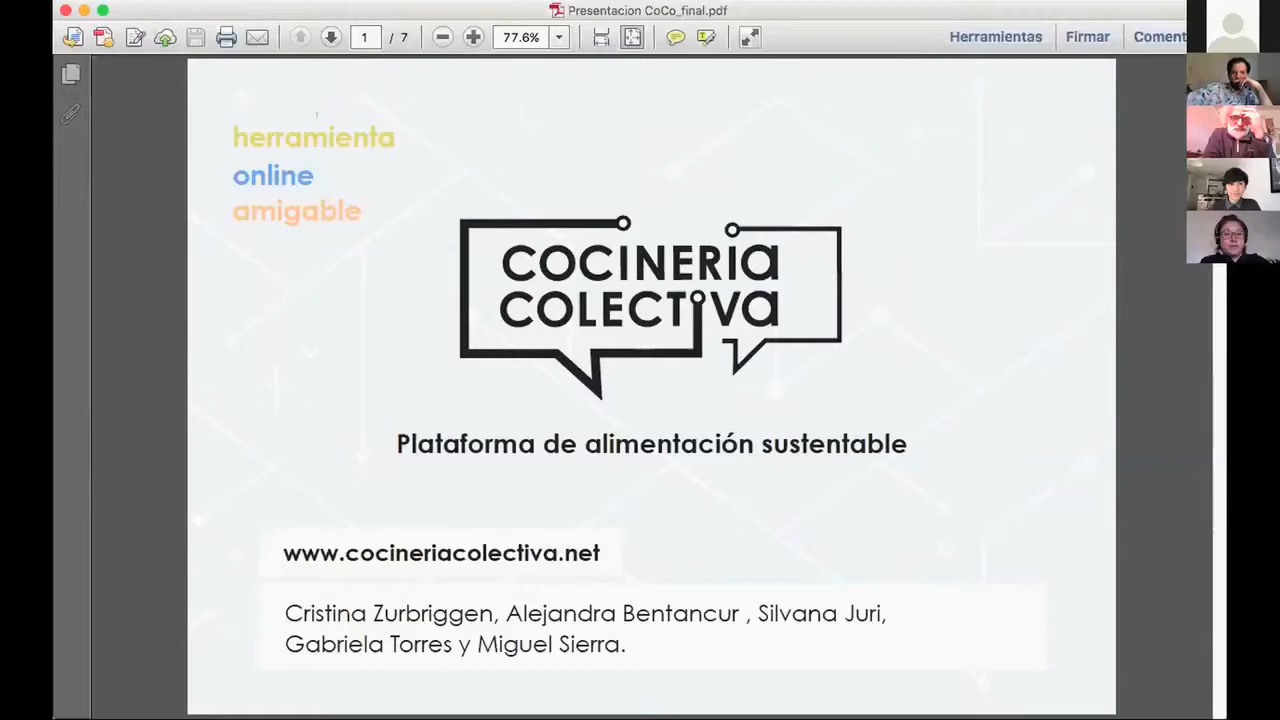 Presentacion CoCo_final.pdf
1 / 7
77.6%
Herramientas
Firmar
Coment
herramienta
online
amigable
COCINERIa
COLECTIVa
Plataforma de alimentación sustentable
www.cocineriacolectiva.net
Cristina Zurbriggen, Alejandra Bentancur , Silvana Juri,
Gabriela Torres y Miguel Sierra.